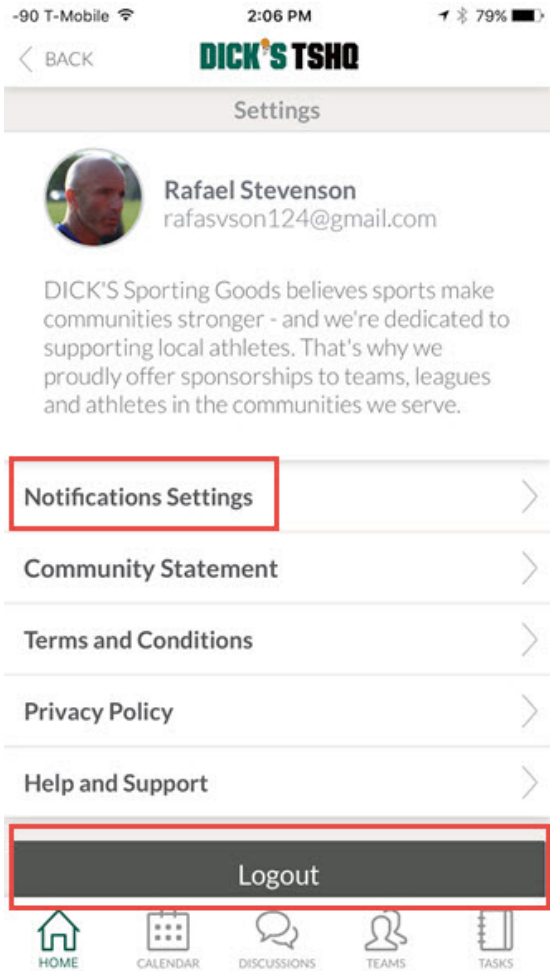 -90 T-Mobile 2:06 PM 79%
BACK DICK'S TSHQ
Settings
Rafael Stevenson
rafasvson124@gmail.com
DICK'S Sporting Goods believes sports make
communities stronger - and we're dedicated to
supporting local athletes. That's why we
proudly offer sponsorships to teams, leagues
and athletes in the communities we serve.
Notifications Settings
Community Statement
Terms and Conditions
Privacy Policy
Help and Support
Logout
HOME CALENDAR DISCUSSIONS TEAMS TASKS